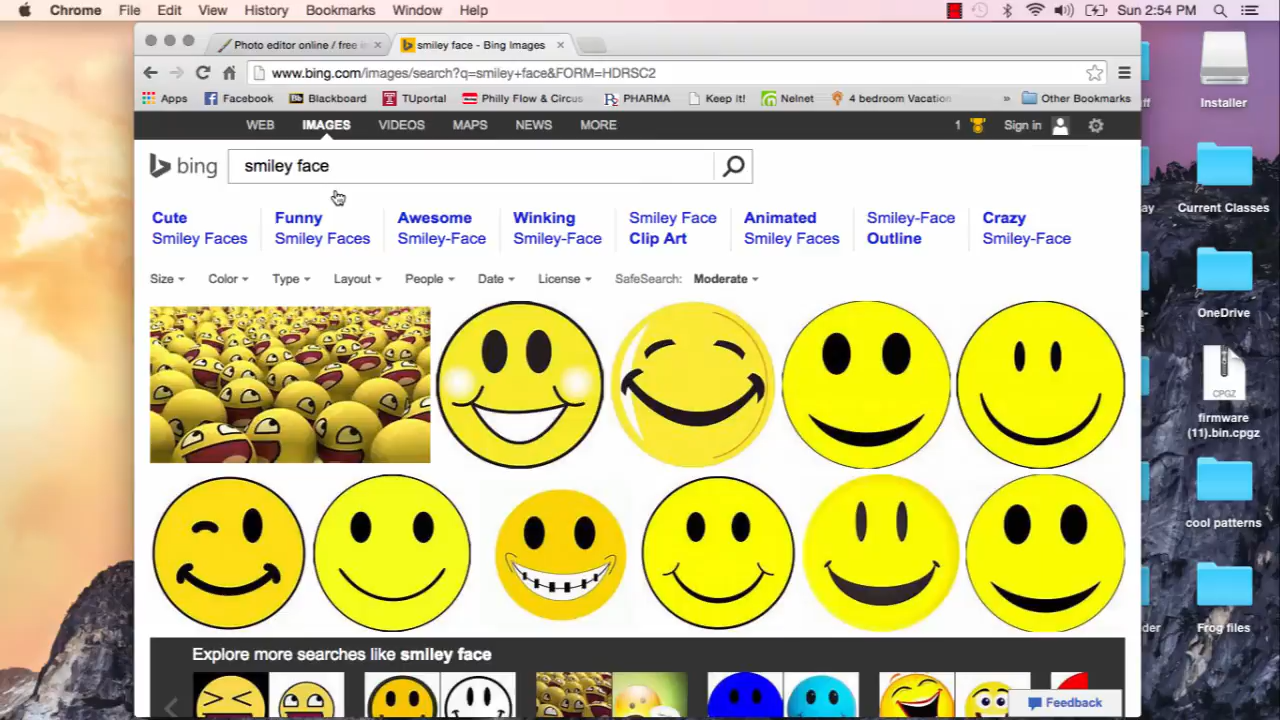 Chrome File Edit View History Bookmarks Window Help Sun 2:54 PM
Photo editor online / free i
smiley face - Bing Images
www.bing.com/images/search?q=smiley+face&FORM=HDRSC2
Apps Facebook Blackboard TUportal Philly Flow & Circus PHARMA Keep It! Nelnet 4 bedroom Vacation » Other Bookmarks
WEB IMAGES VIDEOS MAPS NEWS MORE 1 Sign in
bing smiley face
Cute Funny Awesome Winking Smiley Face Animated Smiley-Face Crazy
Smiley Faces Smiley Faces Smiley-Face Smiley-Face Clip Art Smiley Faces Outline Smiley-Face
Size Color Type Layout People Date License SafeSearch: Moderate
Explore more searches like smiley face
Feedback
Installer
Current Classes
OneDrive
CPGZ
firmware
(11).bin.cpgz
cool patterns
Frog files